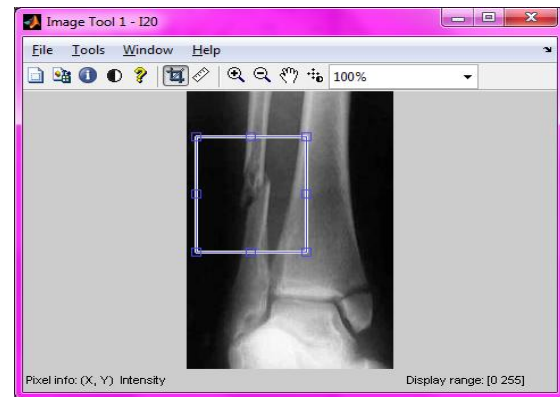 Image Tool 1 - I20
File Tools Window Help
100%
Pixel info: (X, Y) Intensity
Display range: [0 255]